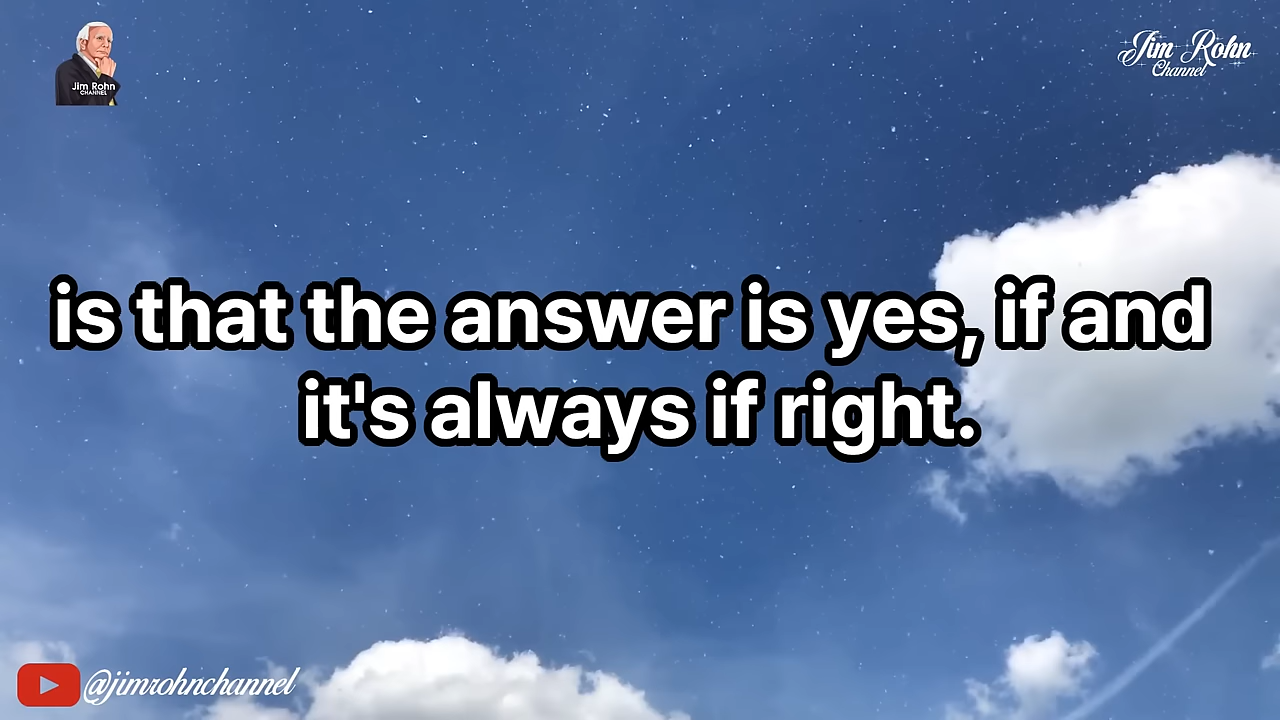 Jim Rohn
CHANNEL
Jim Rohn
Channel
is that the answer is yes, if and
it's always if right.
@jimrohnchannel